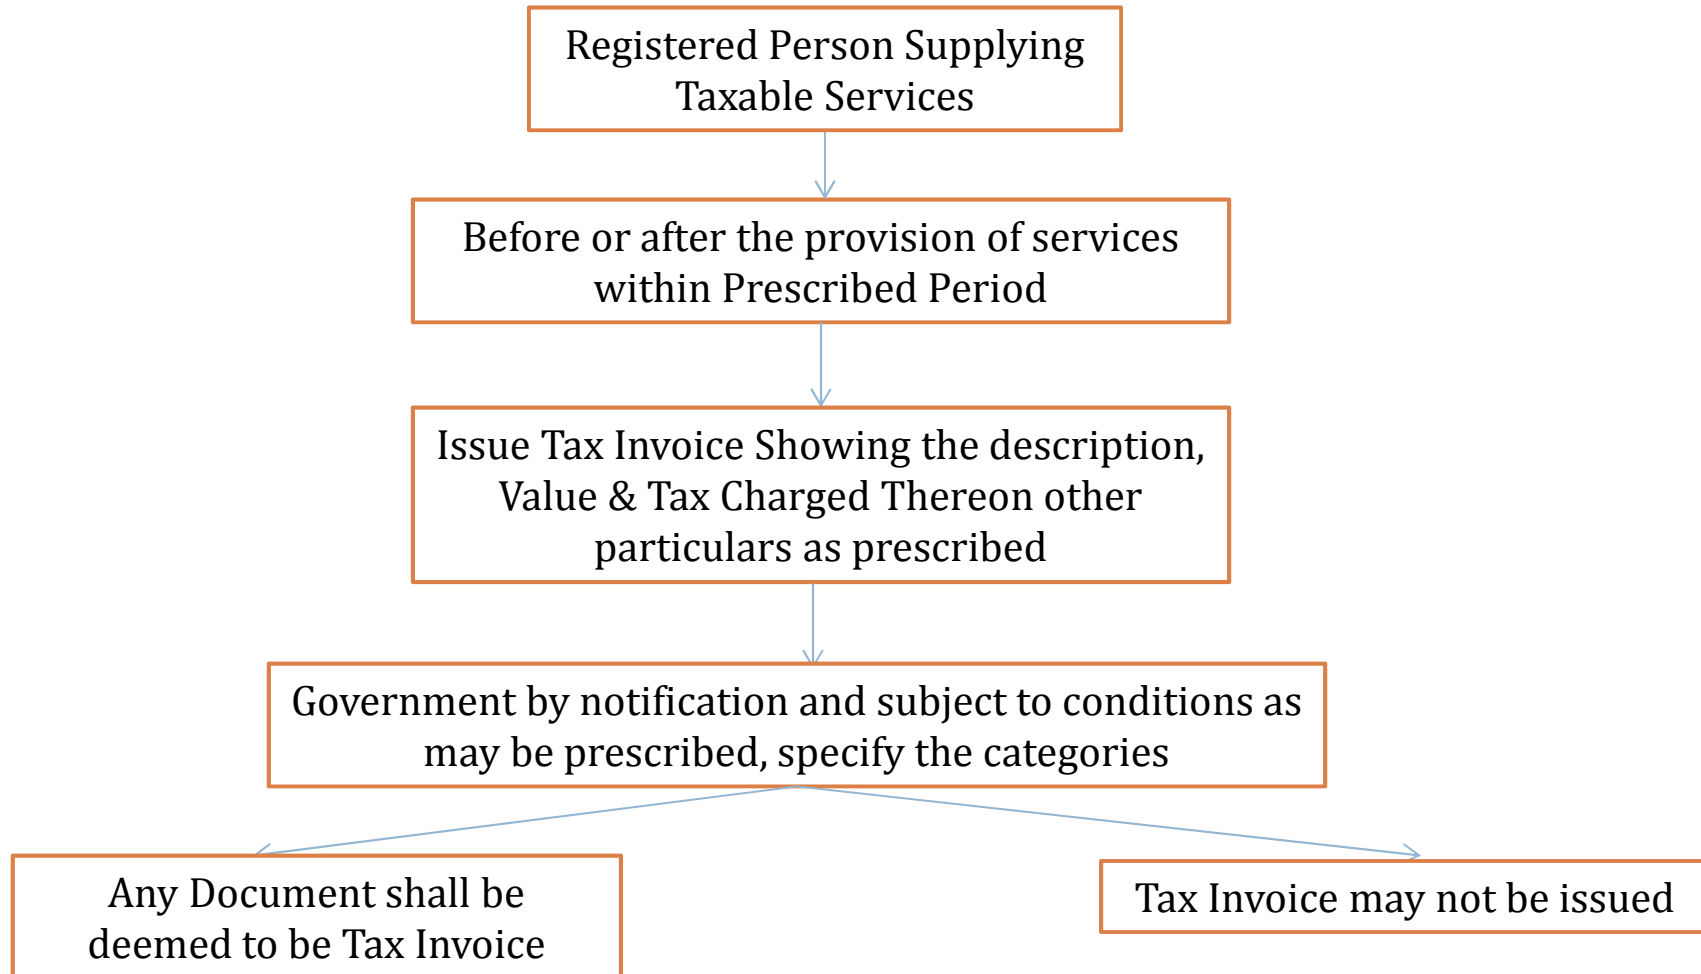 Registered Person Supplying
Taxable Services
Before or after the provision of services
within Prescribed Period
Issue Tax Invoice Showing the description,
Value & Tax Charged Thereon other
particulars as prescribed
Government by notification and subject to conditions as
may be prescribed, specify the categories
Any Document shall be
deemed to be Tax Invoice
Tax Invoice may not be issued